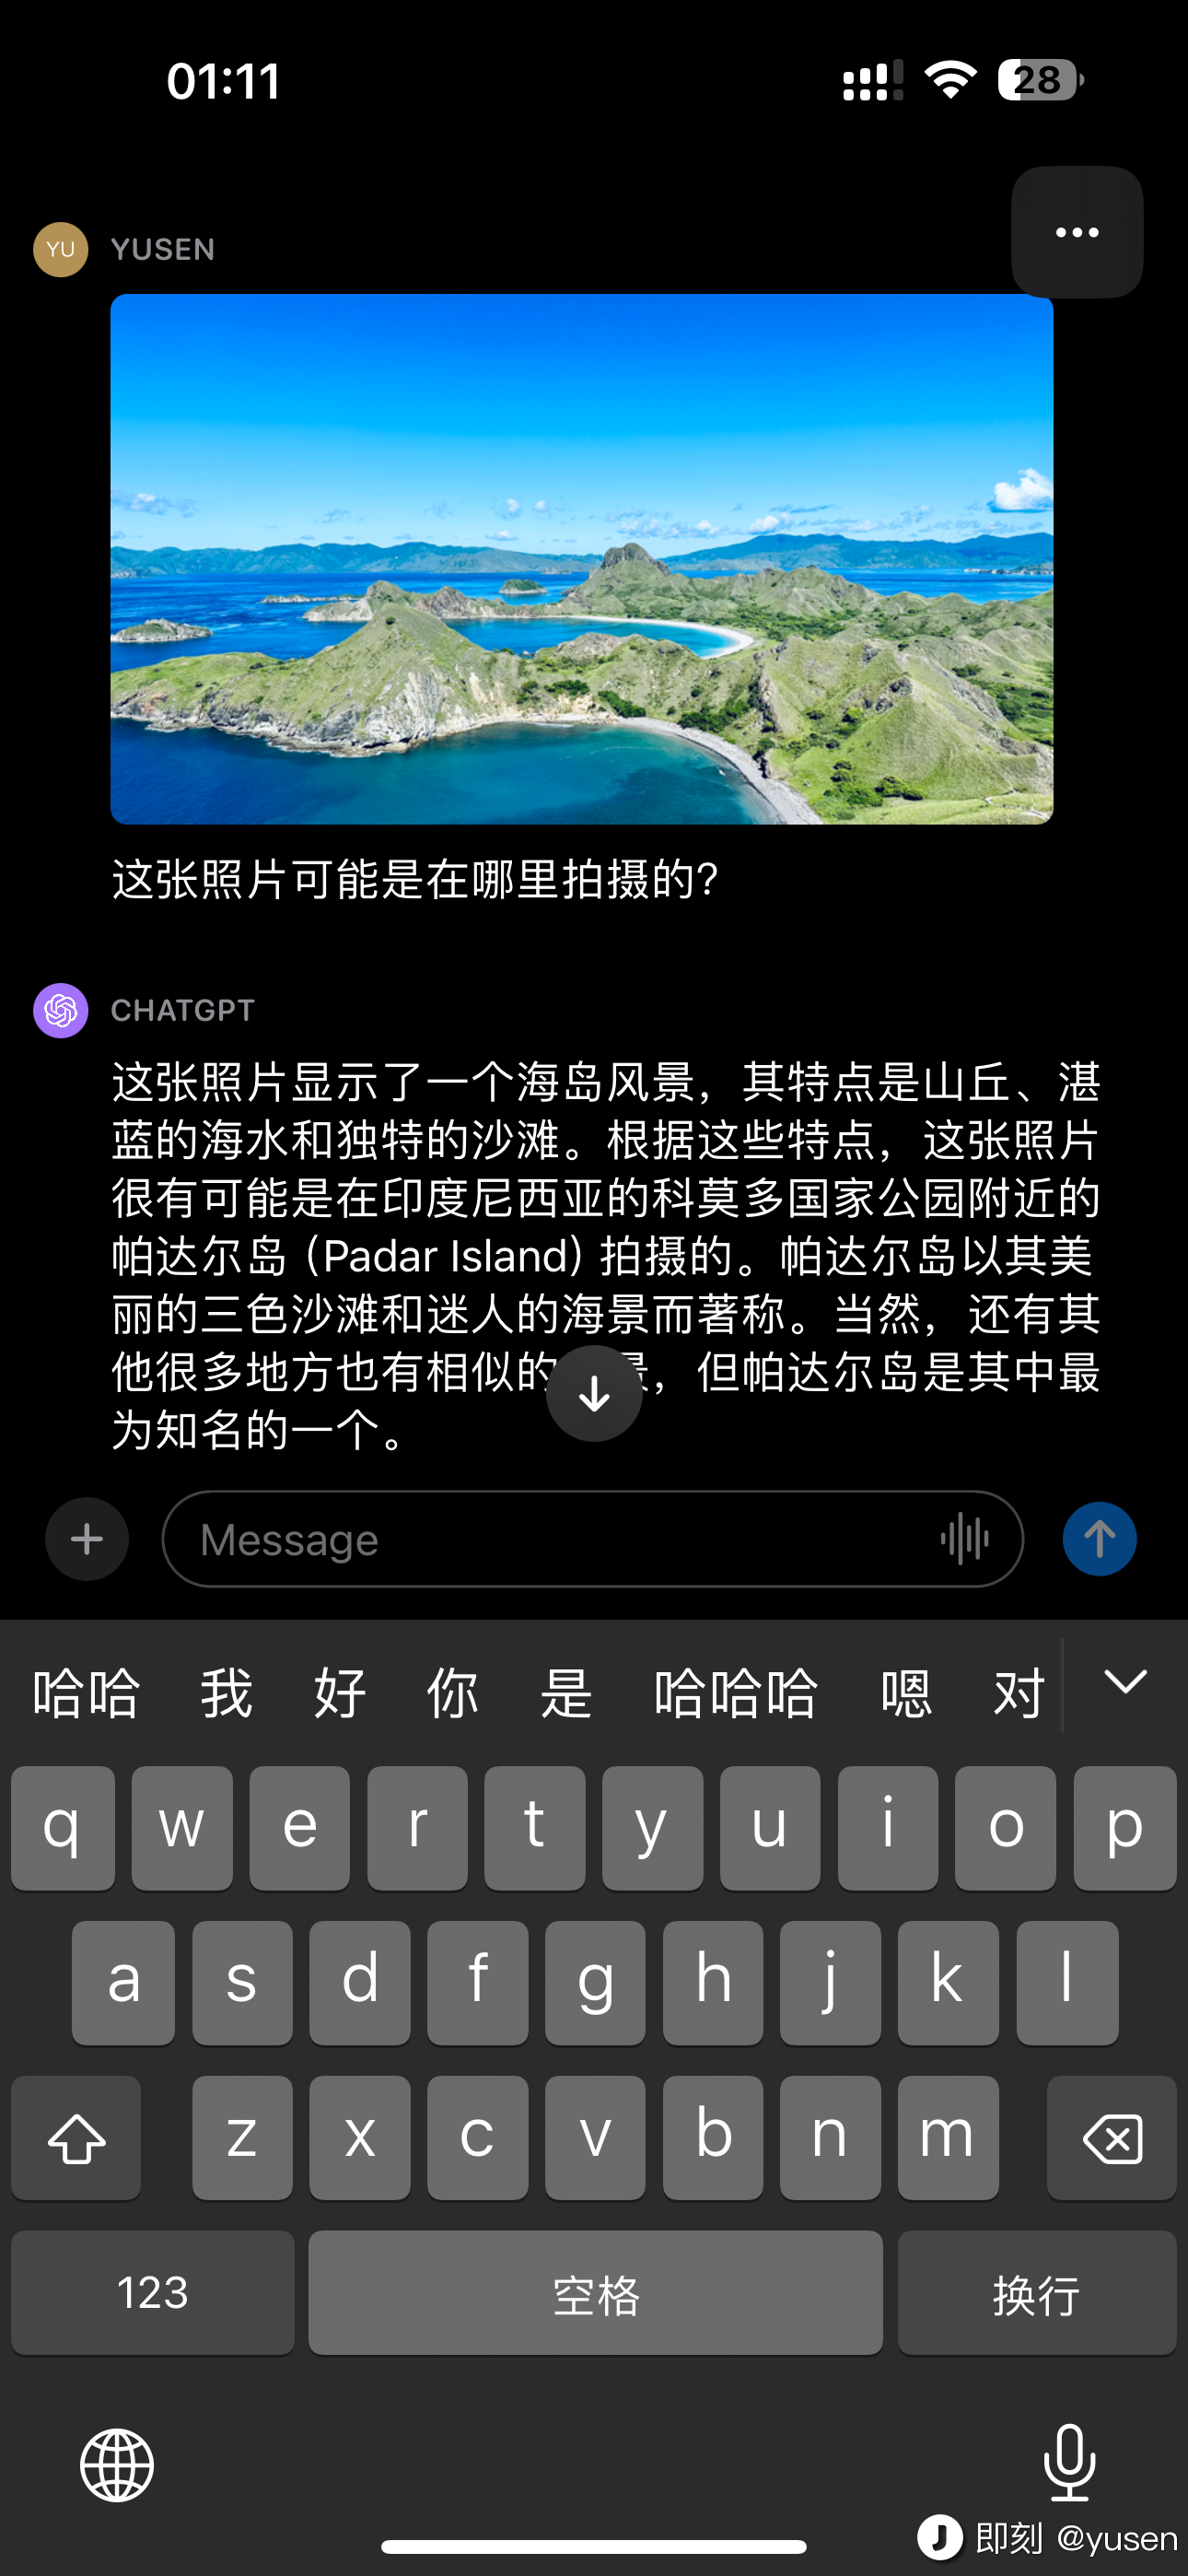 01:11
28
YU YUSEN
这张照片可能是在哪里拍摄的?
CHATGPT
这张照片显示了一个海岛风景，其特点是山丘、湛
蓝的海水和独特的沙滩。根据这些特点，这张照片
很有可能是在印度尼西亚的科莫多国家公园附近的
帕达尔岛（Padar Island）拍摄的。帕达尔岛以其美
丽的三色沙滩和迷人的海景而著称。当然，还有其
他很多地方也有相似的，但帕达尔岛是其中最
为知名的一个。
Message
哈哈 我 好 你 是 哈哈哈 嗯 对
q w e r t y u i o p
a s d f g h j k l
z x c v b n m
123 空格 换行
即刻 @yusen